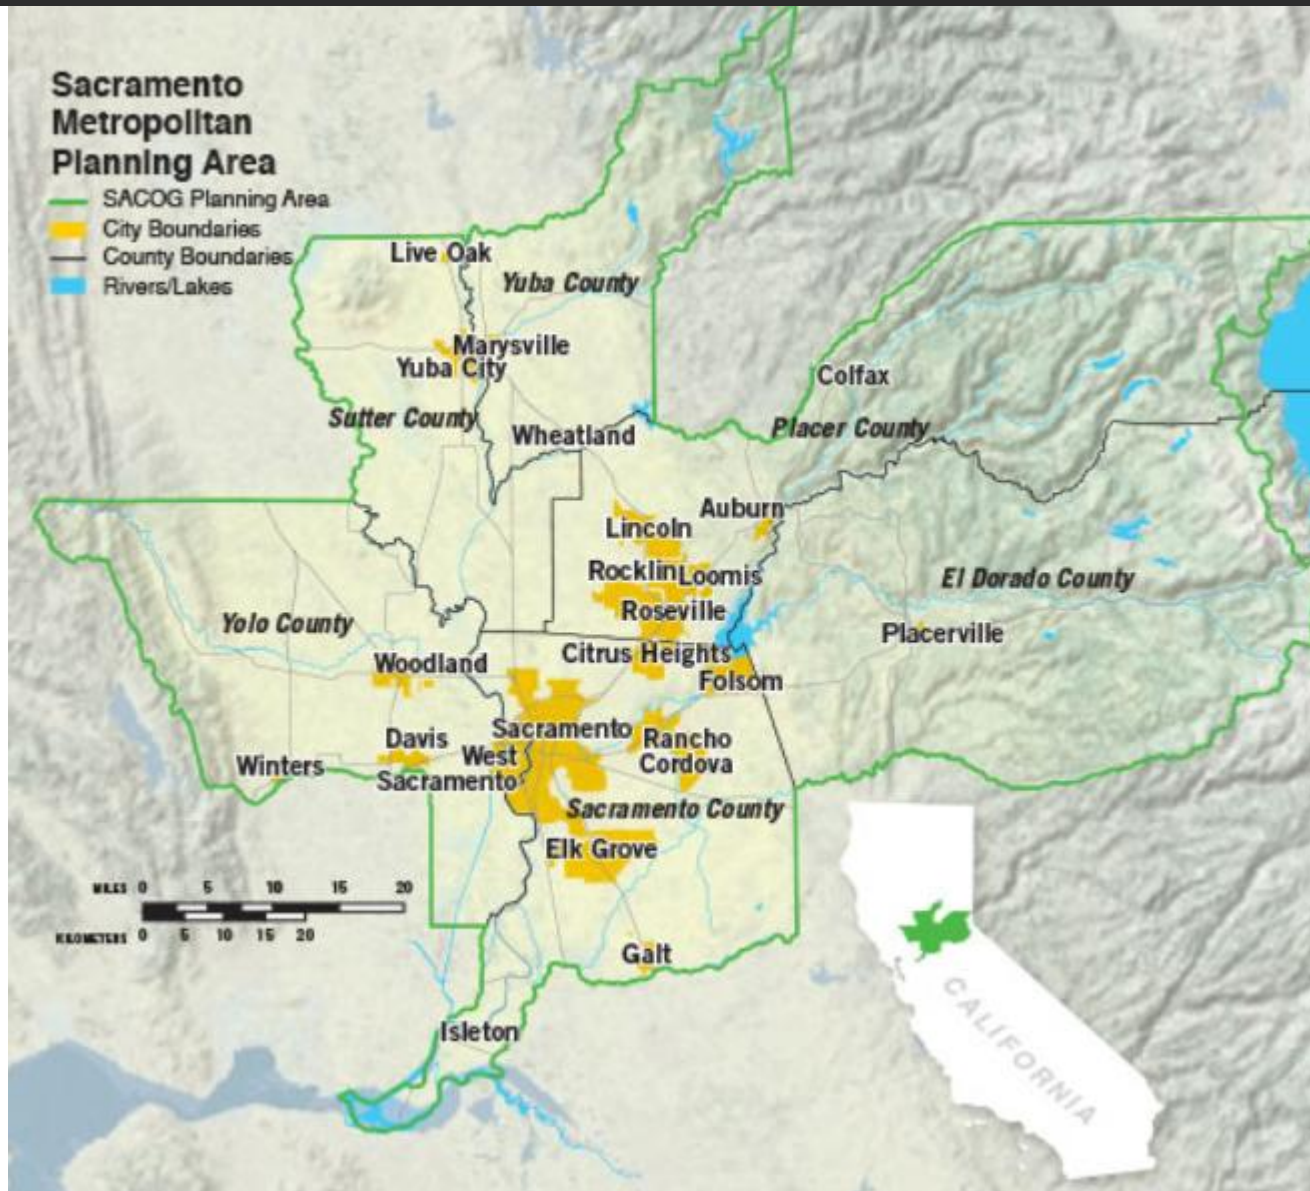 Sacramento
Metropolitan
Planning Area
SACOG Planning Area
City Boundaries
County Boundaries
Rivers/Lakes
Live Oak
Yuba County
Marysville
Yuba City
Colfax
Sutter County
Placer County
Wheatland
Auburn
Lincoln
Rocklin
Loomis
El Dorado County
Roseville
Yolo County
Placerville
Citrus Heights
Woodland
Folsom
Sacramento
Davis
Rancho
Cordova
West
Sacramento
Winters
Sacramento County
Elk Grove
MILES 0 5 10 15 20
KILOMETERS 0 5 10 15 20
Galt
CALIFORNIA
Isleton